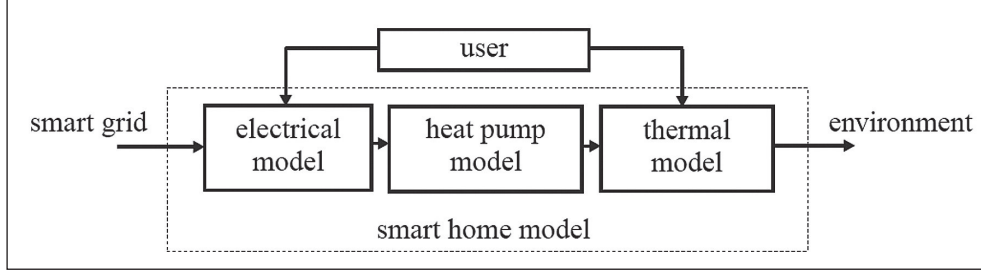 user
smart grid
electrical
model
heat pump
model
thermal
model
environment
smart home model